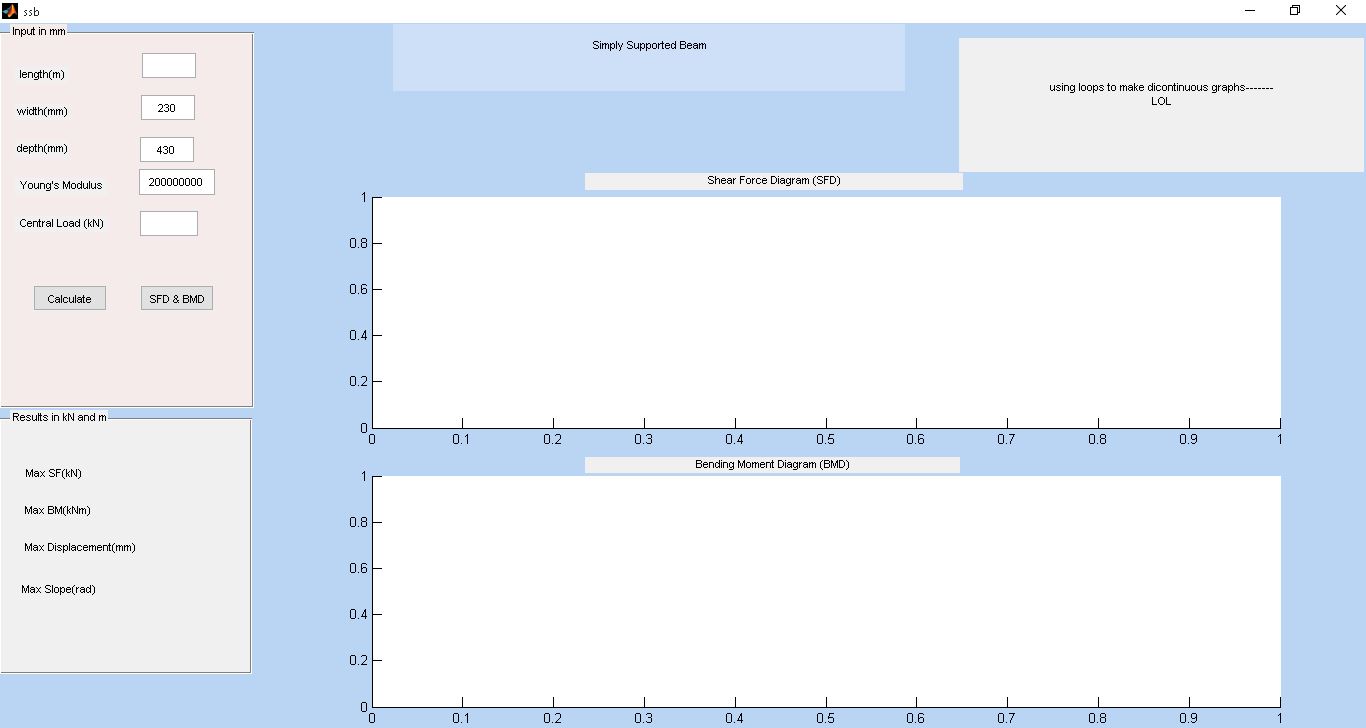 ssb
Input in mm
length(m)
width(mm)
230
depth(mm)
430
Young's Modulus
200000000
Central Load (kN)
Calculate
SFD & BMD
Results in kN and m
Max SF(kN)
Max BM(kNm)
Max Displacement(mm)
Max Slope(rad)
Simply Supported Beam
using loops to make dicontinuous graphs-------
LOL
Shear Force Diagram (SFD)
1
0.8
0.6
0.4
0.2
0
0 0.1 0.2 0.3 0.4 0.5 0.6 0.7 0.8 0.9 1
Bending Moment Diagram (BMD)
1
0.8
0.6
0.4
0.2
0
0 0.1 0.2 0.3 0.4 0.5 0.6 0.7 0.8 0.9 1